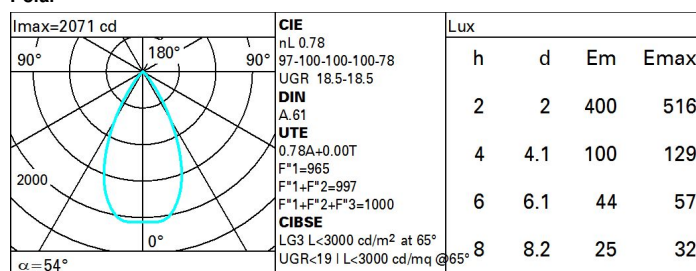 Imax=2071 cd
90° 180° 90°
2000
0°
α=54°
CIE
nL 0.78
97-100-100-100-78
UGR 18.5-18.5
DIN
A.61
UTE
0.78A+0.00T
F"1=965
F"1+F"2=997
F"1+F"2+F"3=1000
CIBSE
LG3 L<3000 cd/m² at 65°
UGR<19 | L<3000 cd/mq @65°
Lux
h d Em Emax
2 2 400 516
4 4.1 100 129
6 6.1 44 57
8 8.2 25 32